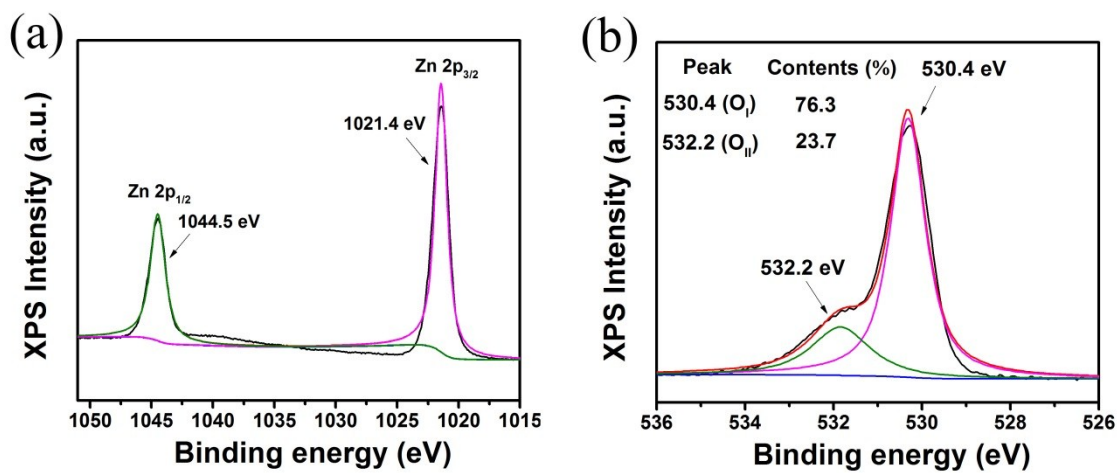 (a)
XPS Intensity (a.u.)
Zn 2p3/2
1021.4 eV
Zn 2p1/2
1044.5 eV
1050 1045 1040 1035 1030 1025 1020 1015
Binding energy (eV)
(b)
XPS Intensity (a.u.)
Peak Contents (%)
530.4 (OI) 76.3
532.2 (OII) 23.7
530.4 eV
532.2 eV
536 534 532 530 528 526
Binding energy (eV)